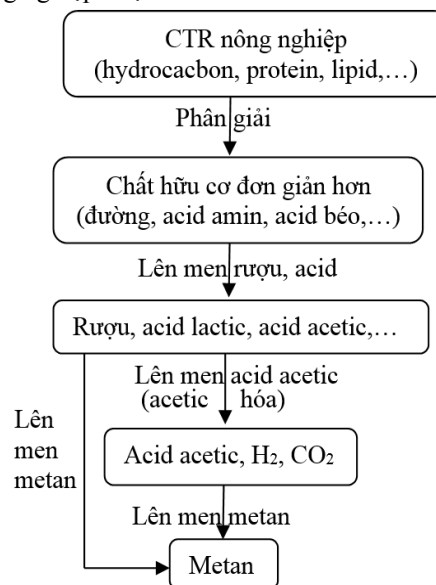 CTR nông nghiệp
(hydrocacbon, protein, lipid,…)
Phân giải
Chất hữu cơ đơn giản hơn
(đường, acid amin, acid béo,…)
Lên men rượu, acid
Rượu, acid lactic, acid acetic,…
Lên men acid acetic
(acetic hóa)
Lên
men
metan
Acid acetic, H₂, CO₂
Lên men metan
Metan